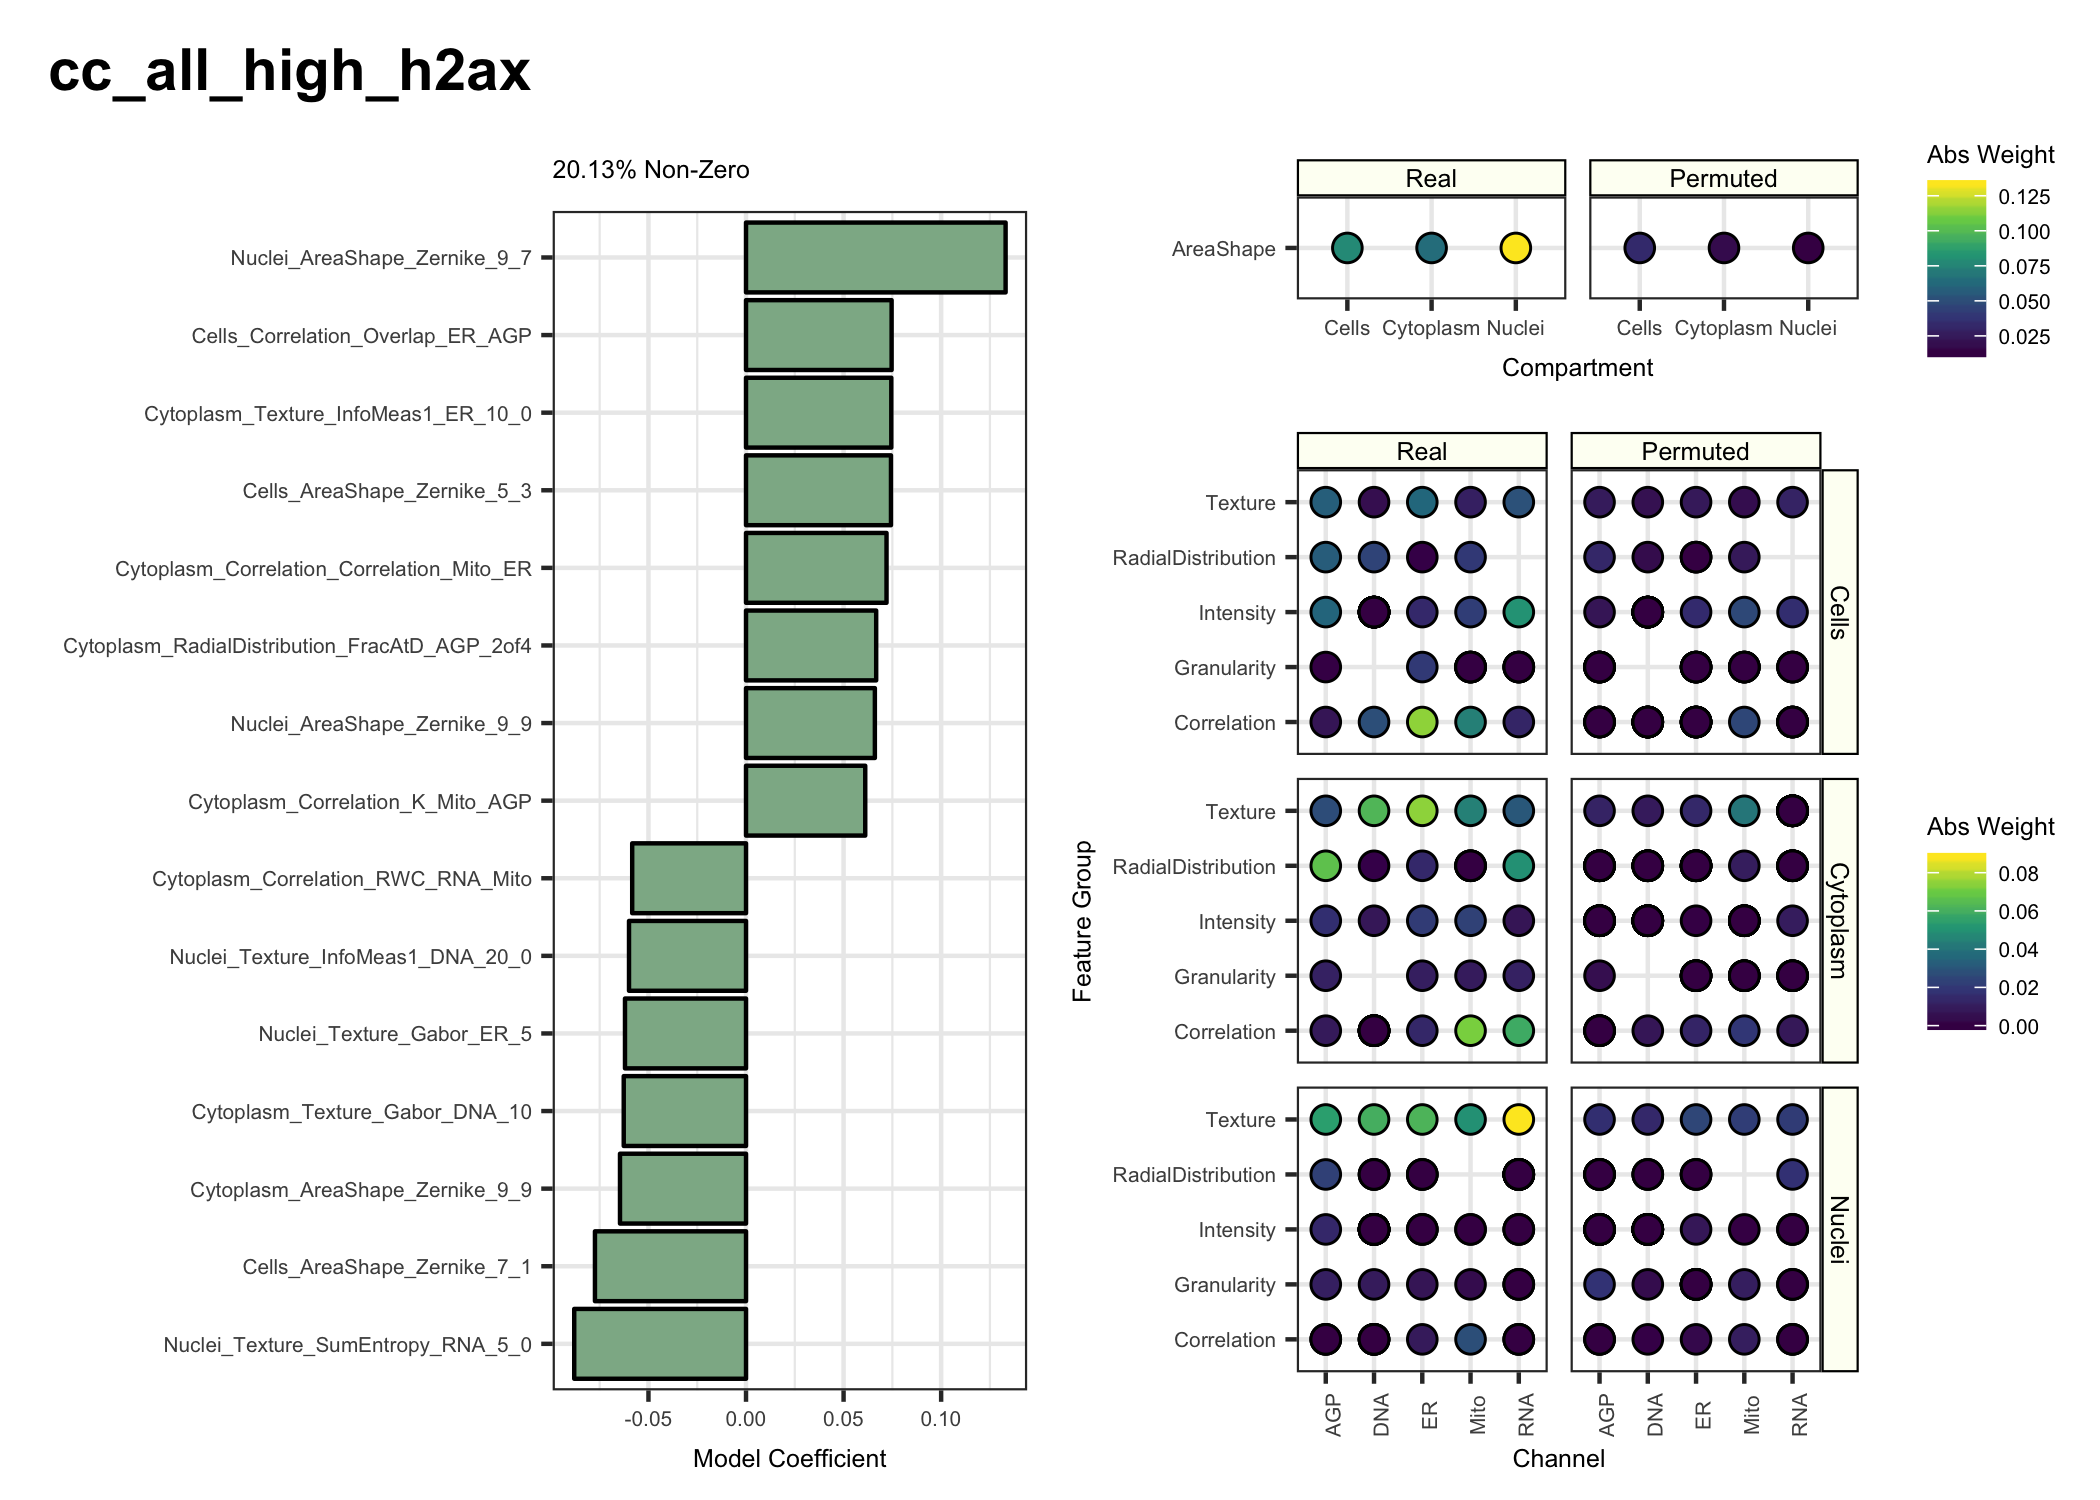 cc_all_high_h2ax
20.13% Non-Zero
Nuclei_AreaShape_Zernike_9_7
Cells_Correlation_Overlap_ER_AGP
Cytoplasm_Texture_InfoMeas1_ER_10_0
Cells_AreaShape_Zernike_5_3
Cytoplasm_Correlation_Correlation_Mito_ER
Cytoplasm_RadialDistribution_FracAtD_AGP_2of4
Nuclei_AreaShape_Zernike_9_9
Cytoplasm_Correlation_K_Mito_AGP
Cytoplasm_Correlation_RWC_RNA_Mito
Nuclei_Texture_InfoMeas1_DNA_20_0
Nuclei_Texture_Gabor_ER_5
Cytoplasm_Texture_Gabor_DNA_10
Cytoplasm_AreaShape_Zernike_9_9
Cells_AreaShape_Zernike_7_1
Nuclei_Texture_SumEntropy_RNA_5_0
-0.05 0.00 0.05 0.10
Model Coefficient
Real Permuted
AreaShape
Cells Cytoplasm Nuclei Cells Cytoplasm Nuclei
Compartment
Abs Weight
0.125
0.100
0.075
0.050
0.025
Feature Group
Real Permuted
Texture
RadialDistribution
Intensity
Granularity
Correlation
Cells
Texture
RadialDistribution
Intensity
Granularity
Correlation
Cytoplasm
Texture
RadialDistribution
Intensity
Granularity
Correlation
Nuclei
AGP DNA ER Mito RNA AGP DNA ER Mito RNA
Channel
Abs Weight
0.08
0.06
0.04
0.02
0.00